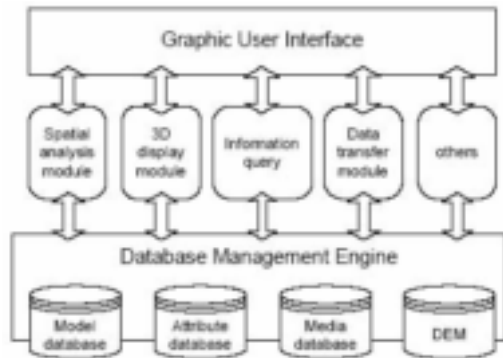 Graphic User Interface
Spatial
analysis
module
3D
display
module
Information
query
Data
transfer
module
others
Database Management Engine
Model
database
Attribute
database
Media
database
DEM